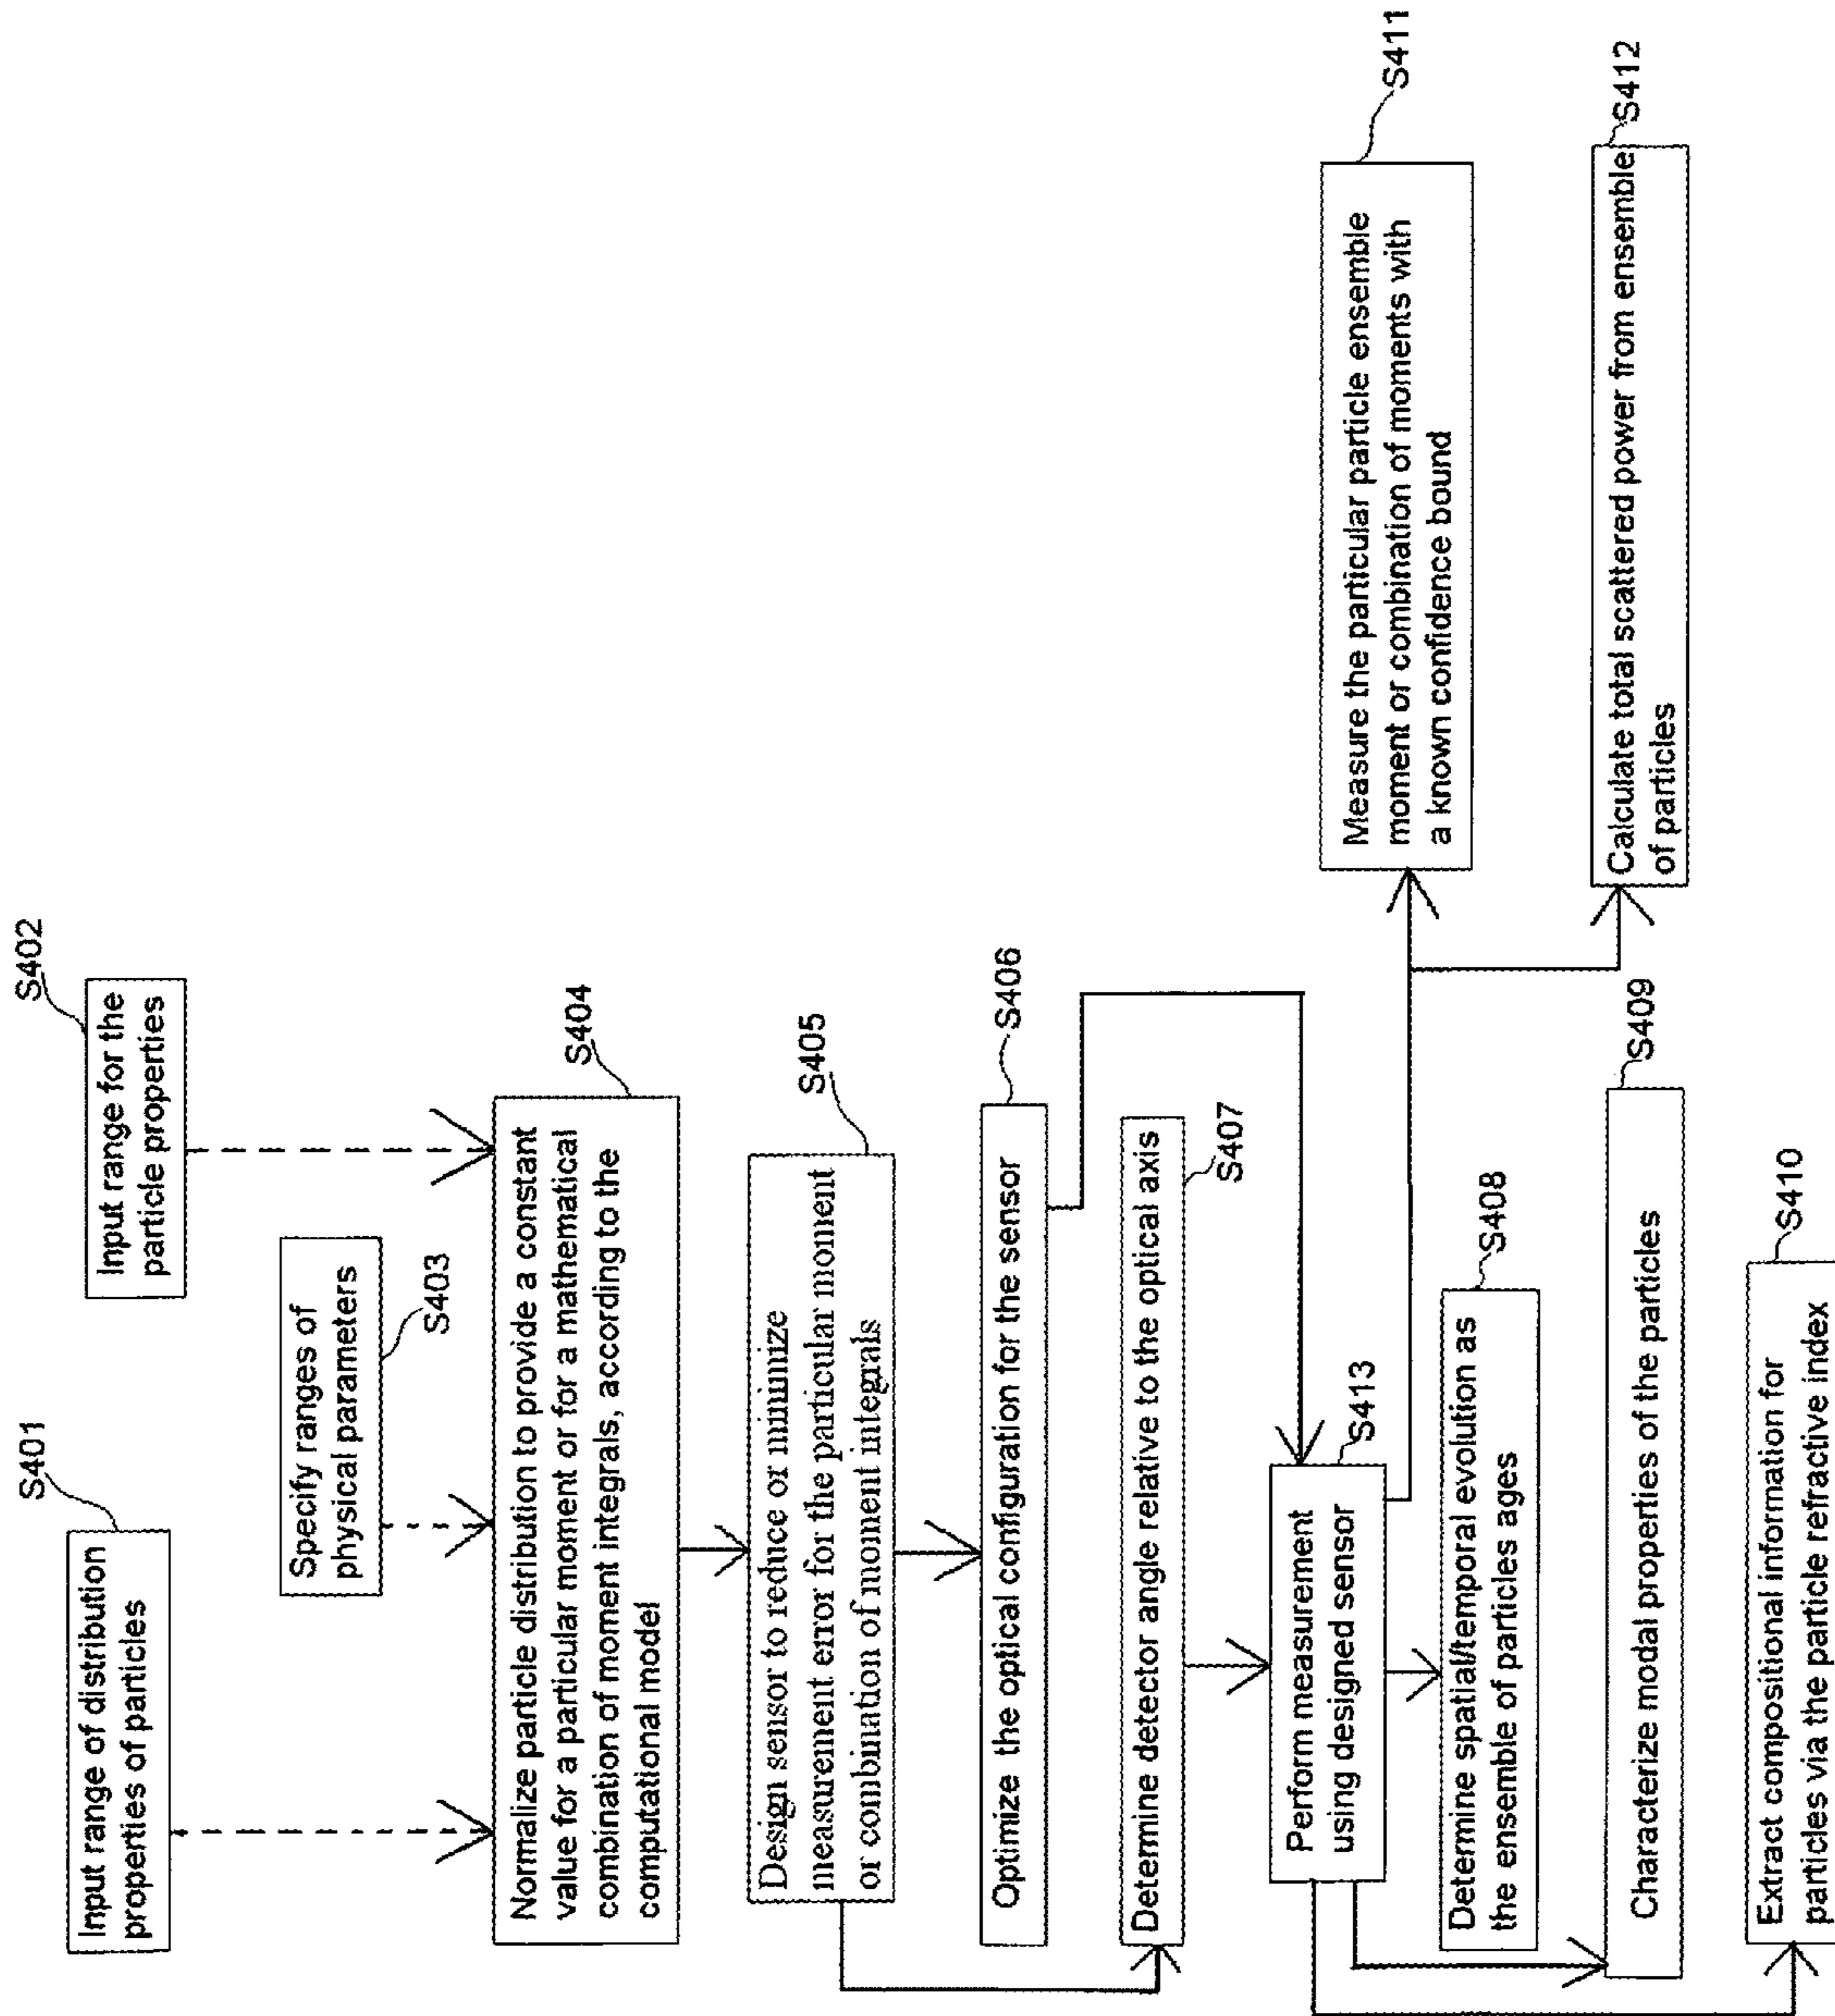 S401
Input range of distribution
properties of particles
S402
Input range for the
particle properties
Specify ranges of
physical parameters
S403
S404
Normalize particle distribution to provide a constant
value for a particular moment or for a mathematical
combination of moment integrals, according to the
computational model
S405
Design sensor to reduce or minimize
measurement error for the particular moment
or combination of moment integrals
S406
Optimize the optical configuration for the sensor
Determine detector angle relative to the optical axis
S407
S413
Perform measurement
using designed sensor
Determine spatial/temporal evolution as
the ensemble of particles ages
S408
S409
Characterize modal properties of the particles
S410
Extract compositional information for
particles via the particle refractive index
S411
Measure the particular particle ensemble
moment or combination of moments with
a known confidence bound
S412
Calculate total scattered power from ensemble
of particles